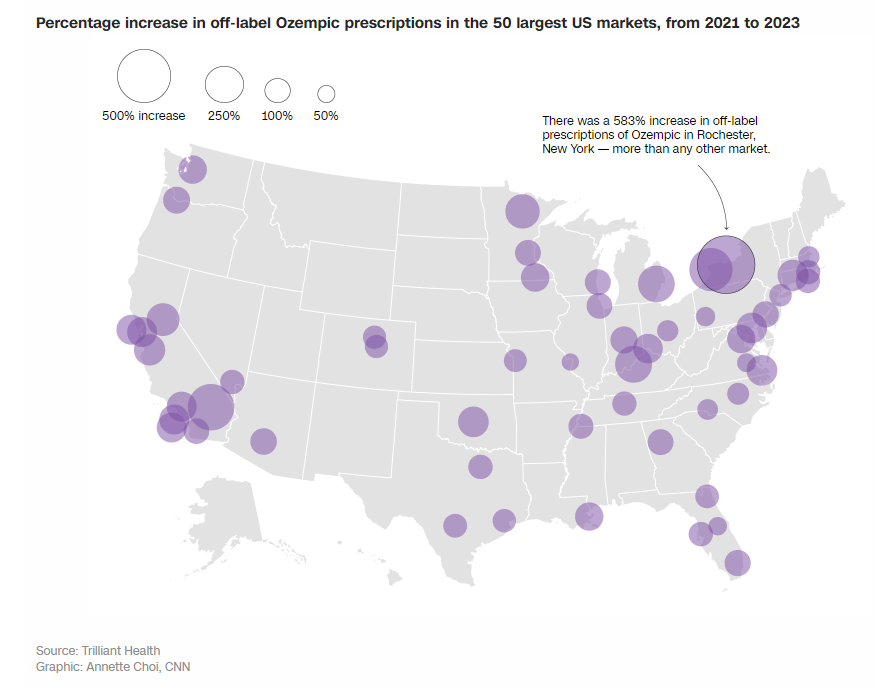 Percentage increase in off-label Ozempic prescriptions in the 50 largest US markets, from 2021 to 2023
500% increase
250%
100%
50%
There was a 583% increase in off-label
prescriptions of Ozempic in Rochester,
New York — more than any other market.
Source: Trilliant Health
Graphic: Annette Choi, CNN